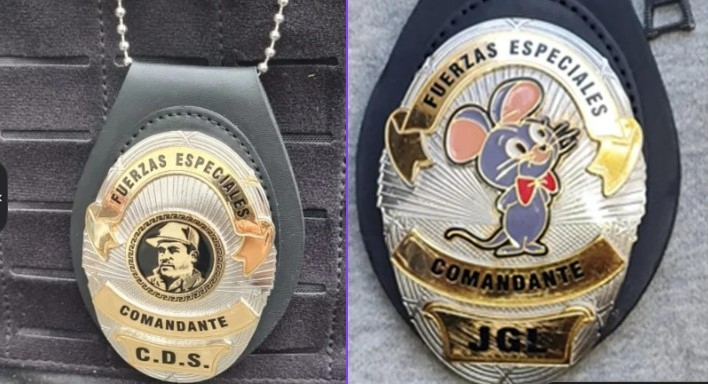 FUERZAS ESPECIALES
COMANDANTE
C.D.S.
FUERZAS ESPECIALES
COMANDANTE
JGL